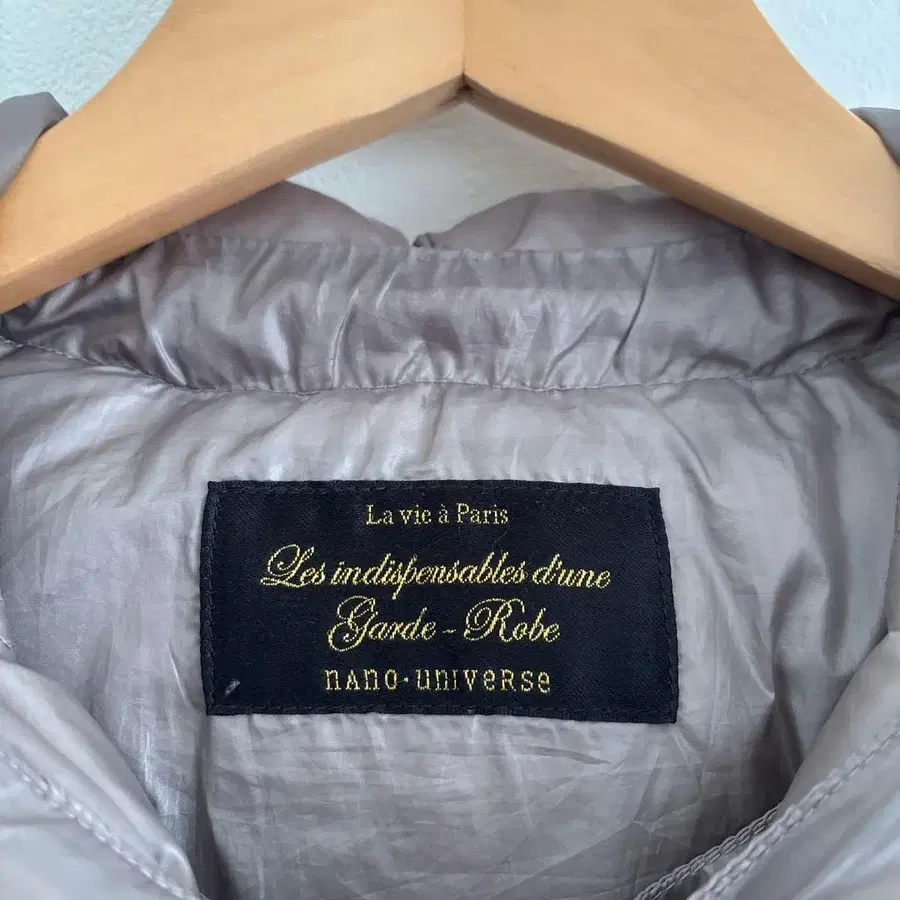 La vie à Paris
Les indispensables d'une
Garde-Robe
nano·universe